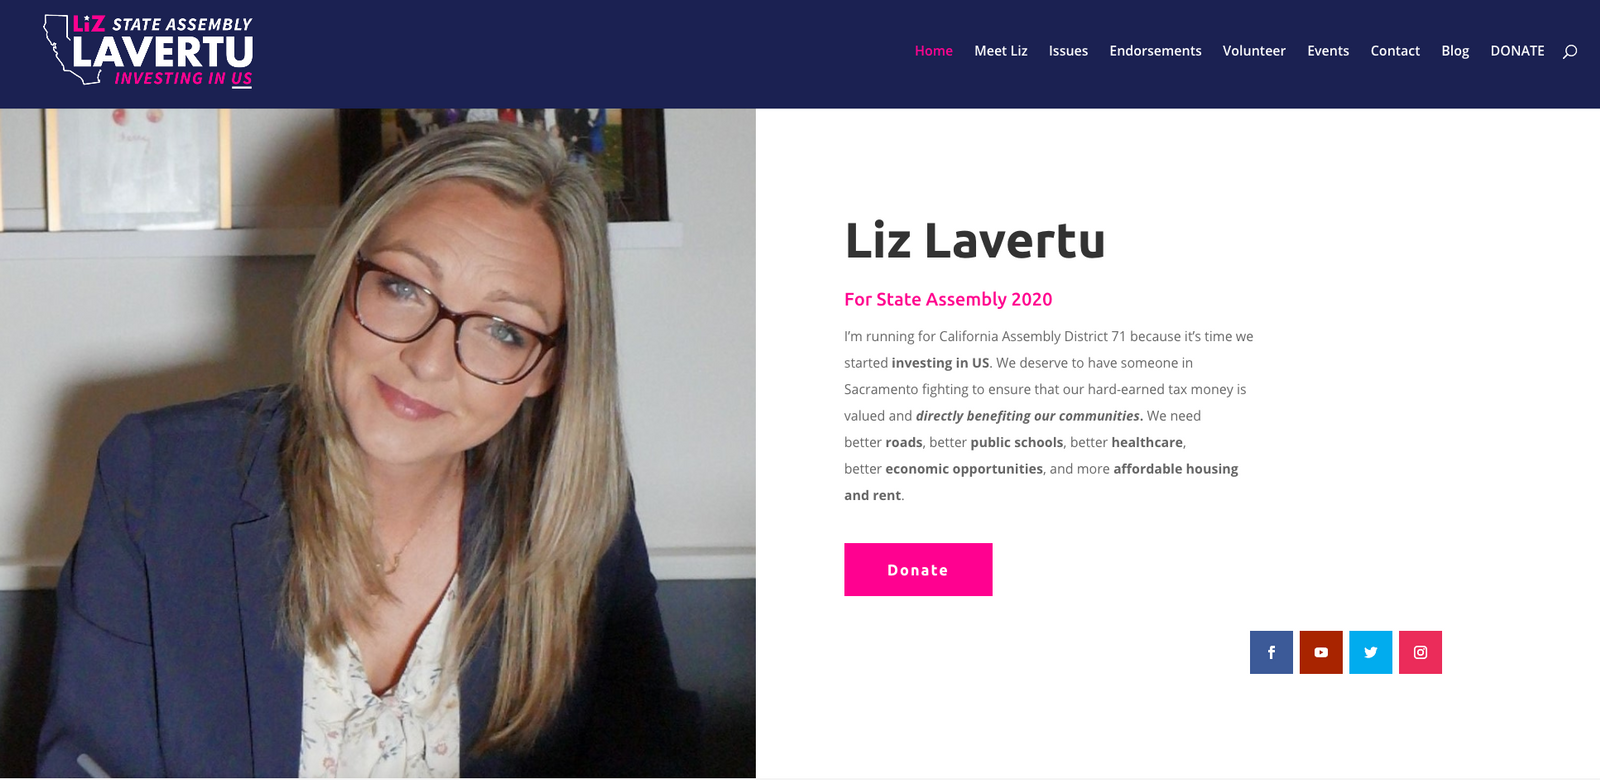 LiZ STATE ASSEMBLY
LAVERTU
INVESTING IN US
Home Meet Liz Issues Endorsements Volunteer Events Contact Blog DONATE
Liz Lavertu
For State Assembly 2020
I’m running for California Assembly District 71 because it’s time we
started investing in US. We deserve to have someone in
Sacramento fighting to ensure that our hard-earned tax money is
valued and directly benefiting our communities. We need
better roads, better public schools, better healthcare,
better economic opportunities, and more affordable housing
and rent.
Donate